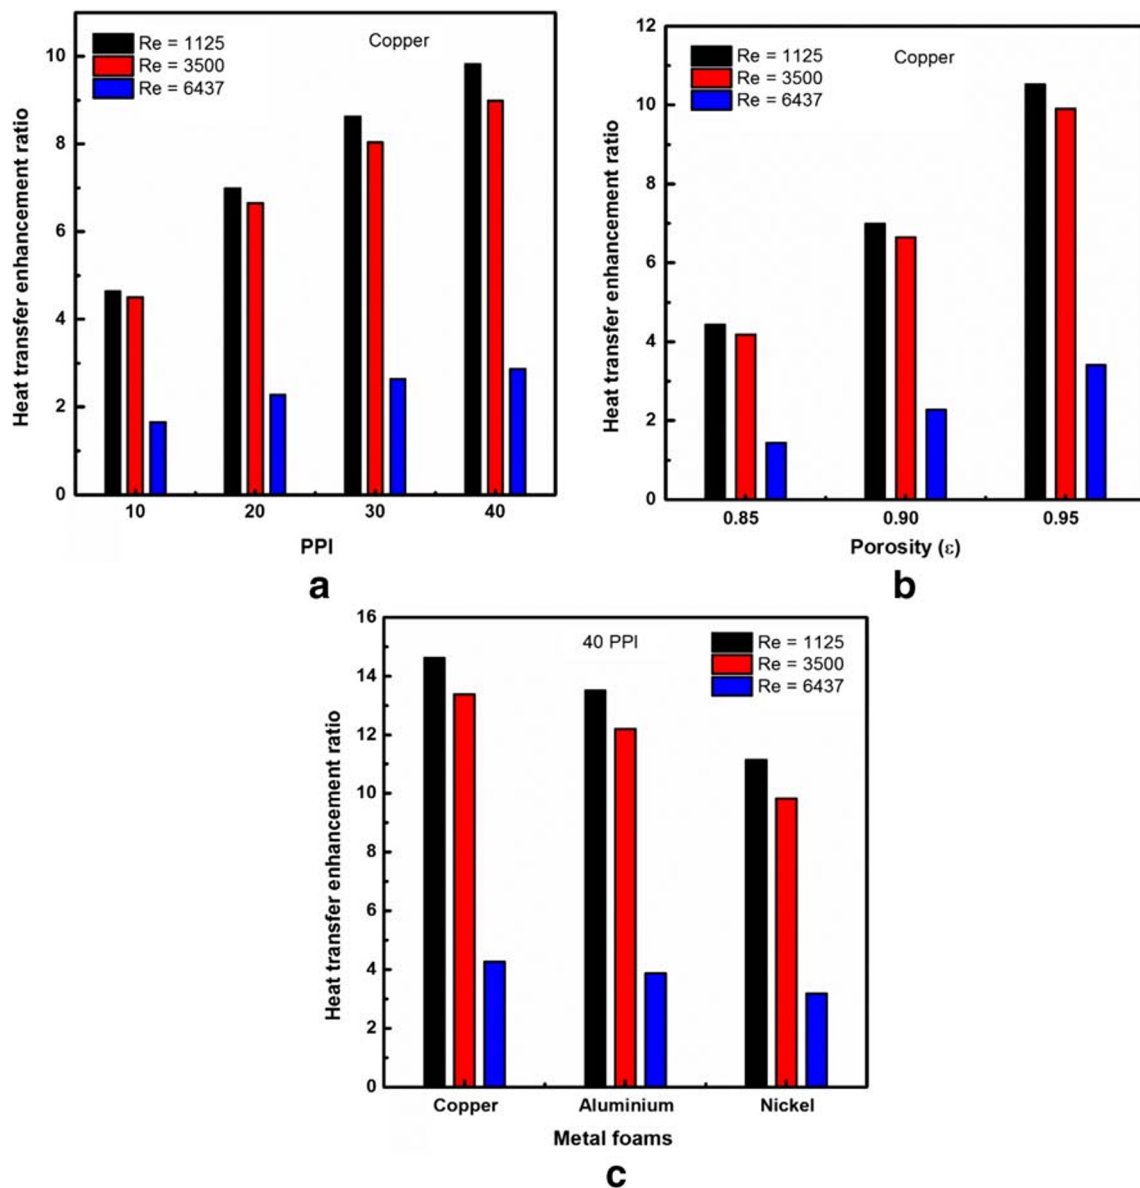 Heat transfer enhancement ratio
10
8
6
4
2
0
Re = 1125
Re = 3500
Re = 6437
Copper
10 20 30 40
PPI
a
Heat transfer enhancement ratio
12
10
8
6
4
2
0
Re = 1125
Re = 3500
Re = 6437
Copper
0.85 0.90 0.95
Porosity (ε)
b
Heat transfer enhancement ratio
16
14
12
10
8
6
4
2
0
40 PPI
Re = 1125
Re = 3500
Re = 6437
Copper Aluminium Nickel
Metal foams
c